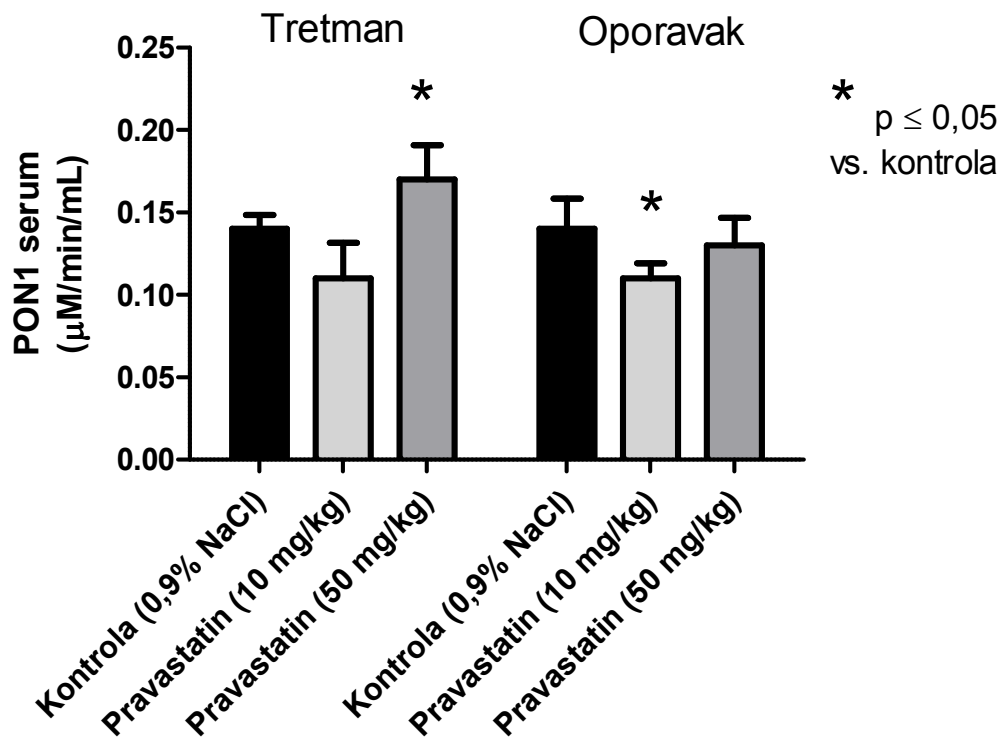 Tretman
Oporavak
*
p ≤ 0,05
vs. kontrola
PON1 serum
(μM/min/mL)
0.25
0.20
0.15
0.10
0.05
0.00
*
*
Kontrola (0,9% NaCl)
Pravastatin (10 mg/kg)
Pravastatin (50 mg/kg)
Kontrola (0,9% NaCl)
Pravastatin (10 mg/kg)
Pravastatin (50 mg/kg)